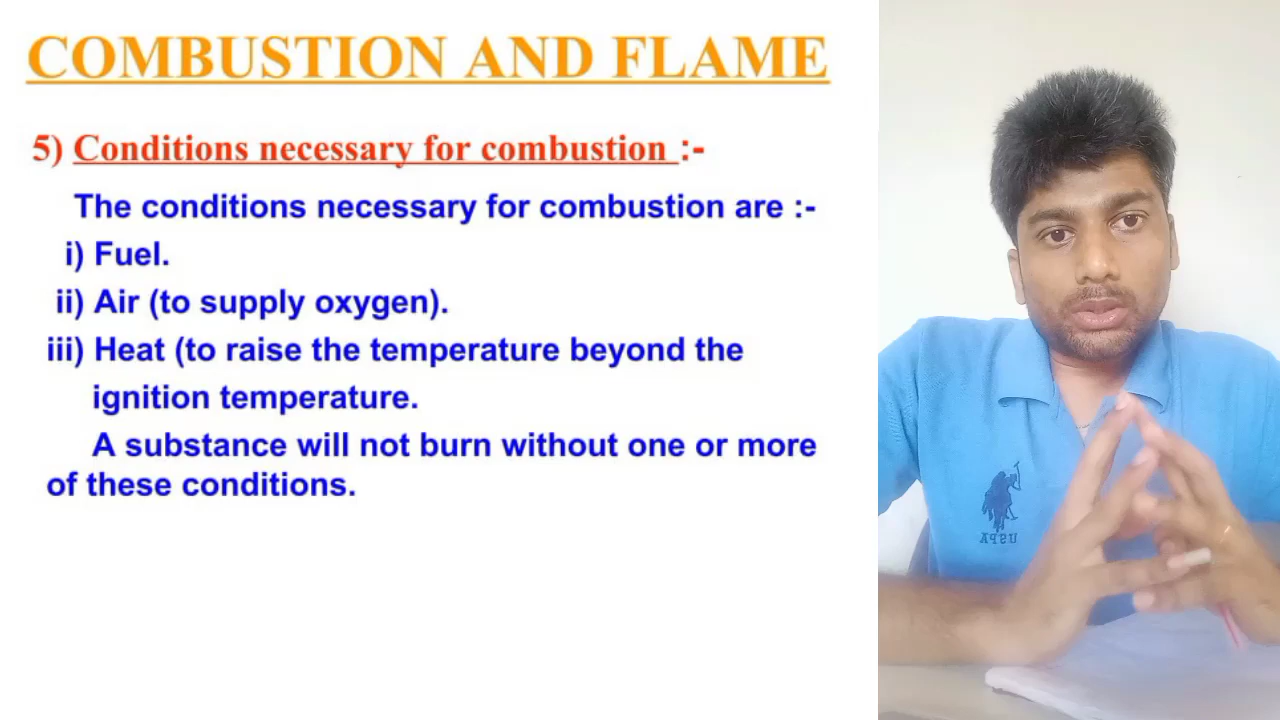 COMBUSTION AND FLAME
5) Conditions necessary for combustion :-
The conditions necessary for combustion are :-
i) Fuel.
ii) Air (to supply oxygen).
iii) Heat (to raise the temperature beyond the
ignition temperature.
A substance will not burn without one or more
of these conditions.
USPA